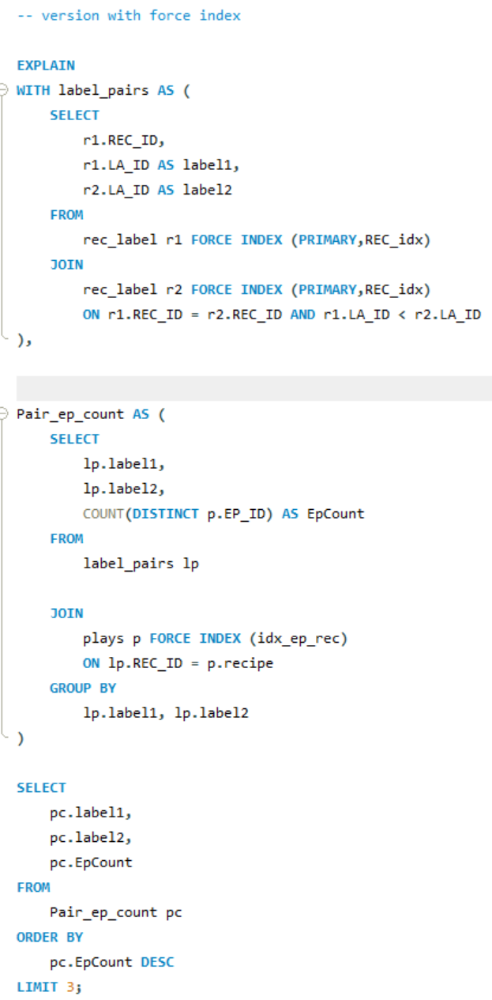 -- version with force index
EXPLAIN
WITH label_pairs AS (
SELECT
r1.REC_ID,
r1.LA_ID AS label1,
r2.LA_ID AS label2
FROM
rec_label r1 FORCE INDEX (PRIMARY,REC_idx)
JOIN
rec_label r2 FORCE INDEX (PRIMARY,REC_idx)
ON r1.REC_ID = r2.REC_ID AND r1.LA_ID < r2.LA_ID
),
Pair_ep_count AS (
SELECT
lp.label1,
lp.label2,
COUNT(DISTINCT p.EP_ID) AS EpCount
FROM
label_pairs lp
JOIN
plays p FORCE INDEX (idx_ep_rec)
ON lp.REC_ID = p.recipe
GROUP BY
lp.label1, lp.label2
)
SELECT
pc.label1,
pc.label2,
pc.EpCount
FROM
Pair_ep_count pc
ORDER BY
pc.EpCount DESC
LIMIT 3;